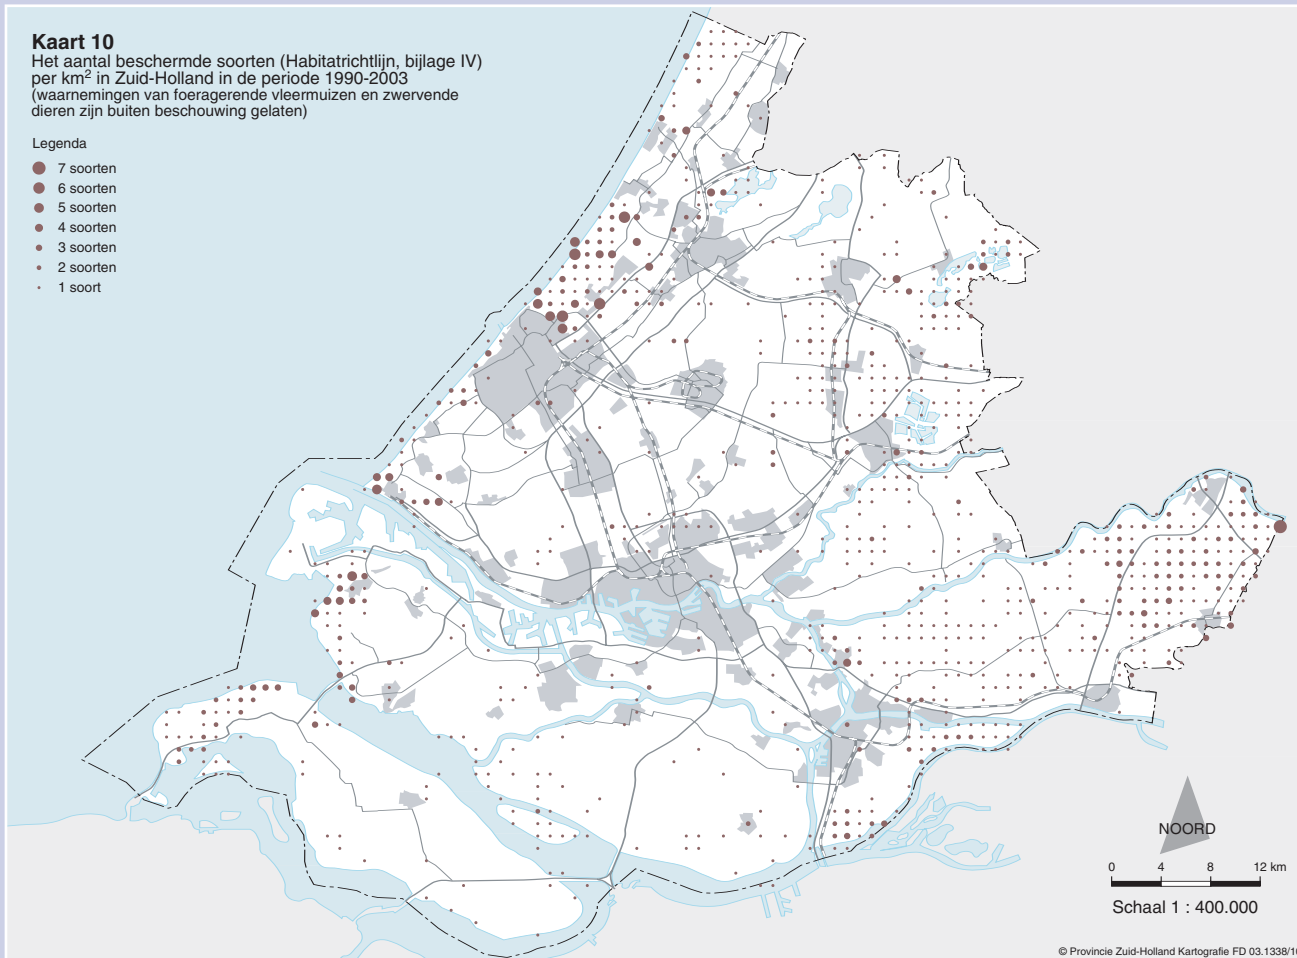 Kaart 10
Het aantal beschermde soorten (Habitatrichtlijn, bijlage IV)
per km² in Zuid-Holland in de periode 1990-2003
(waarnemingen van foeragerende vleermuizen en zwervende
dieren zijn buiten beschouwing gelaten)
Legenda
7 soorten
6 soorten
5 soorten
4 soorten
3 soorten
2 soorten
1 soort
NOORD
0 4 8 12 km
Schaal 1 : 400.000
© Provincie Zuid-Holland Kartografie FD 03.1338/10